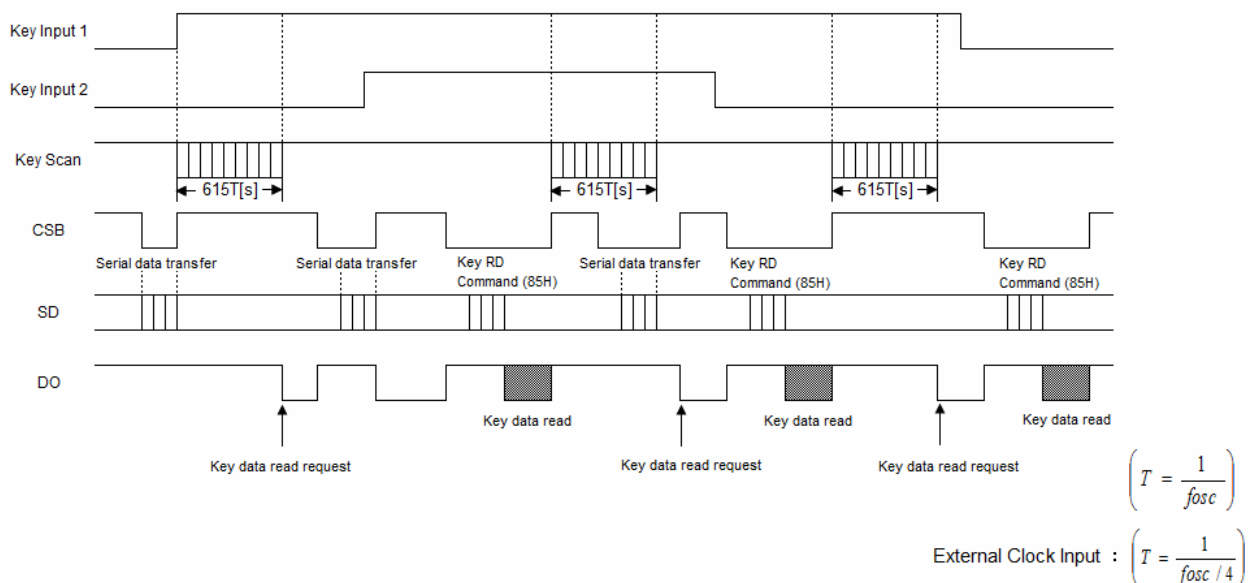 Key Input 1
Key Input 2
Key Scan
615T[s]
615T[s]
615T[s]
CSB
Serial data transfer
Serial data transfer
Key RD
Command (85H)
Serial data transfer
Key RD
Command (85H)
Key RD
Command (85H)
SD
DO
Key data read
Key data read
Key data read
Key data read request
Key data read request
Key data read request
(T = 1/fosc)
External Clock Input : (T = 1/(fosc / 4))